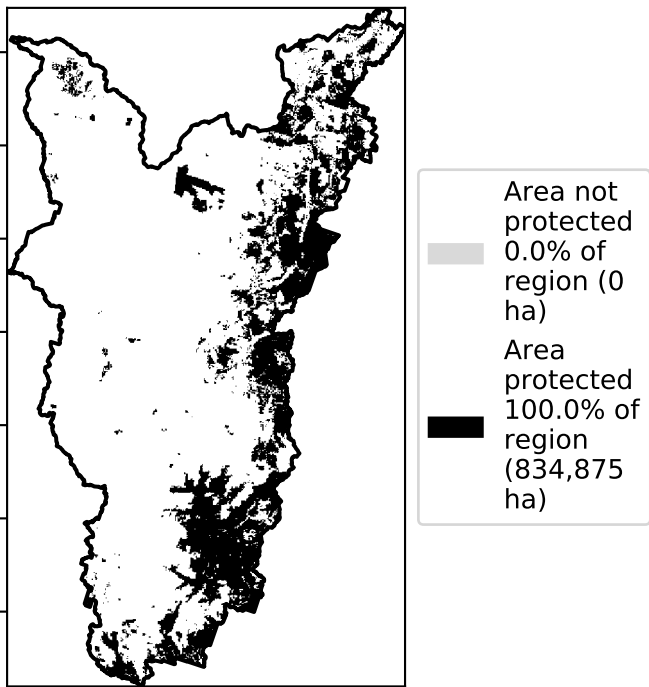 Area not
protected
0.0% of
region (0
ha)
Area
protected
100.0% of
region
(834,875
ha)